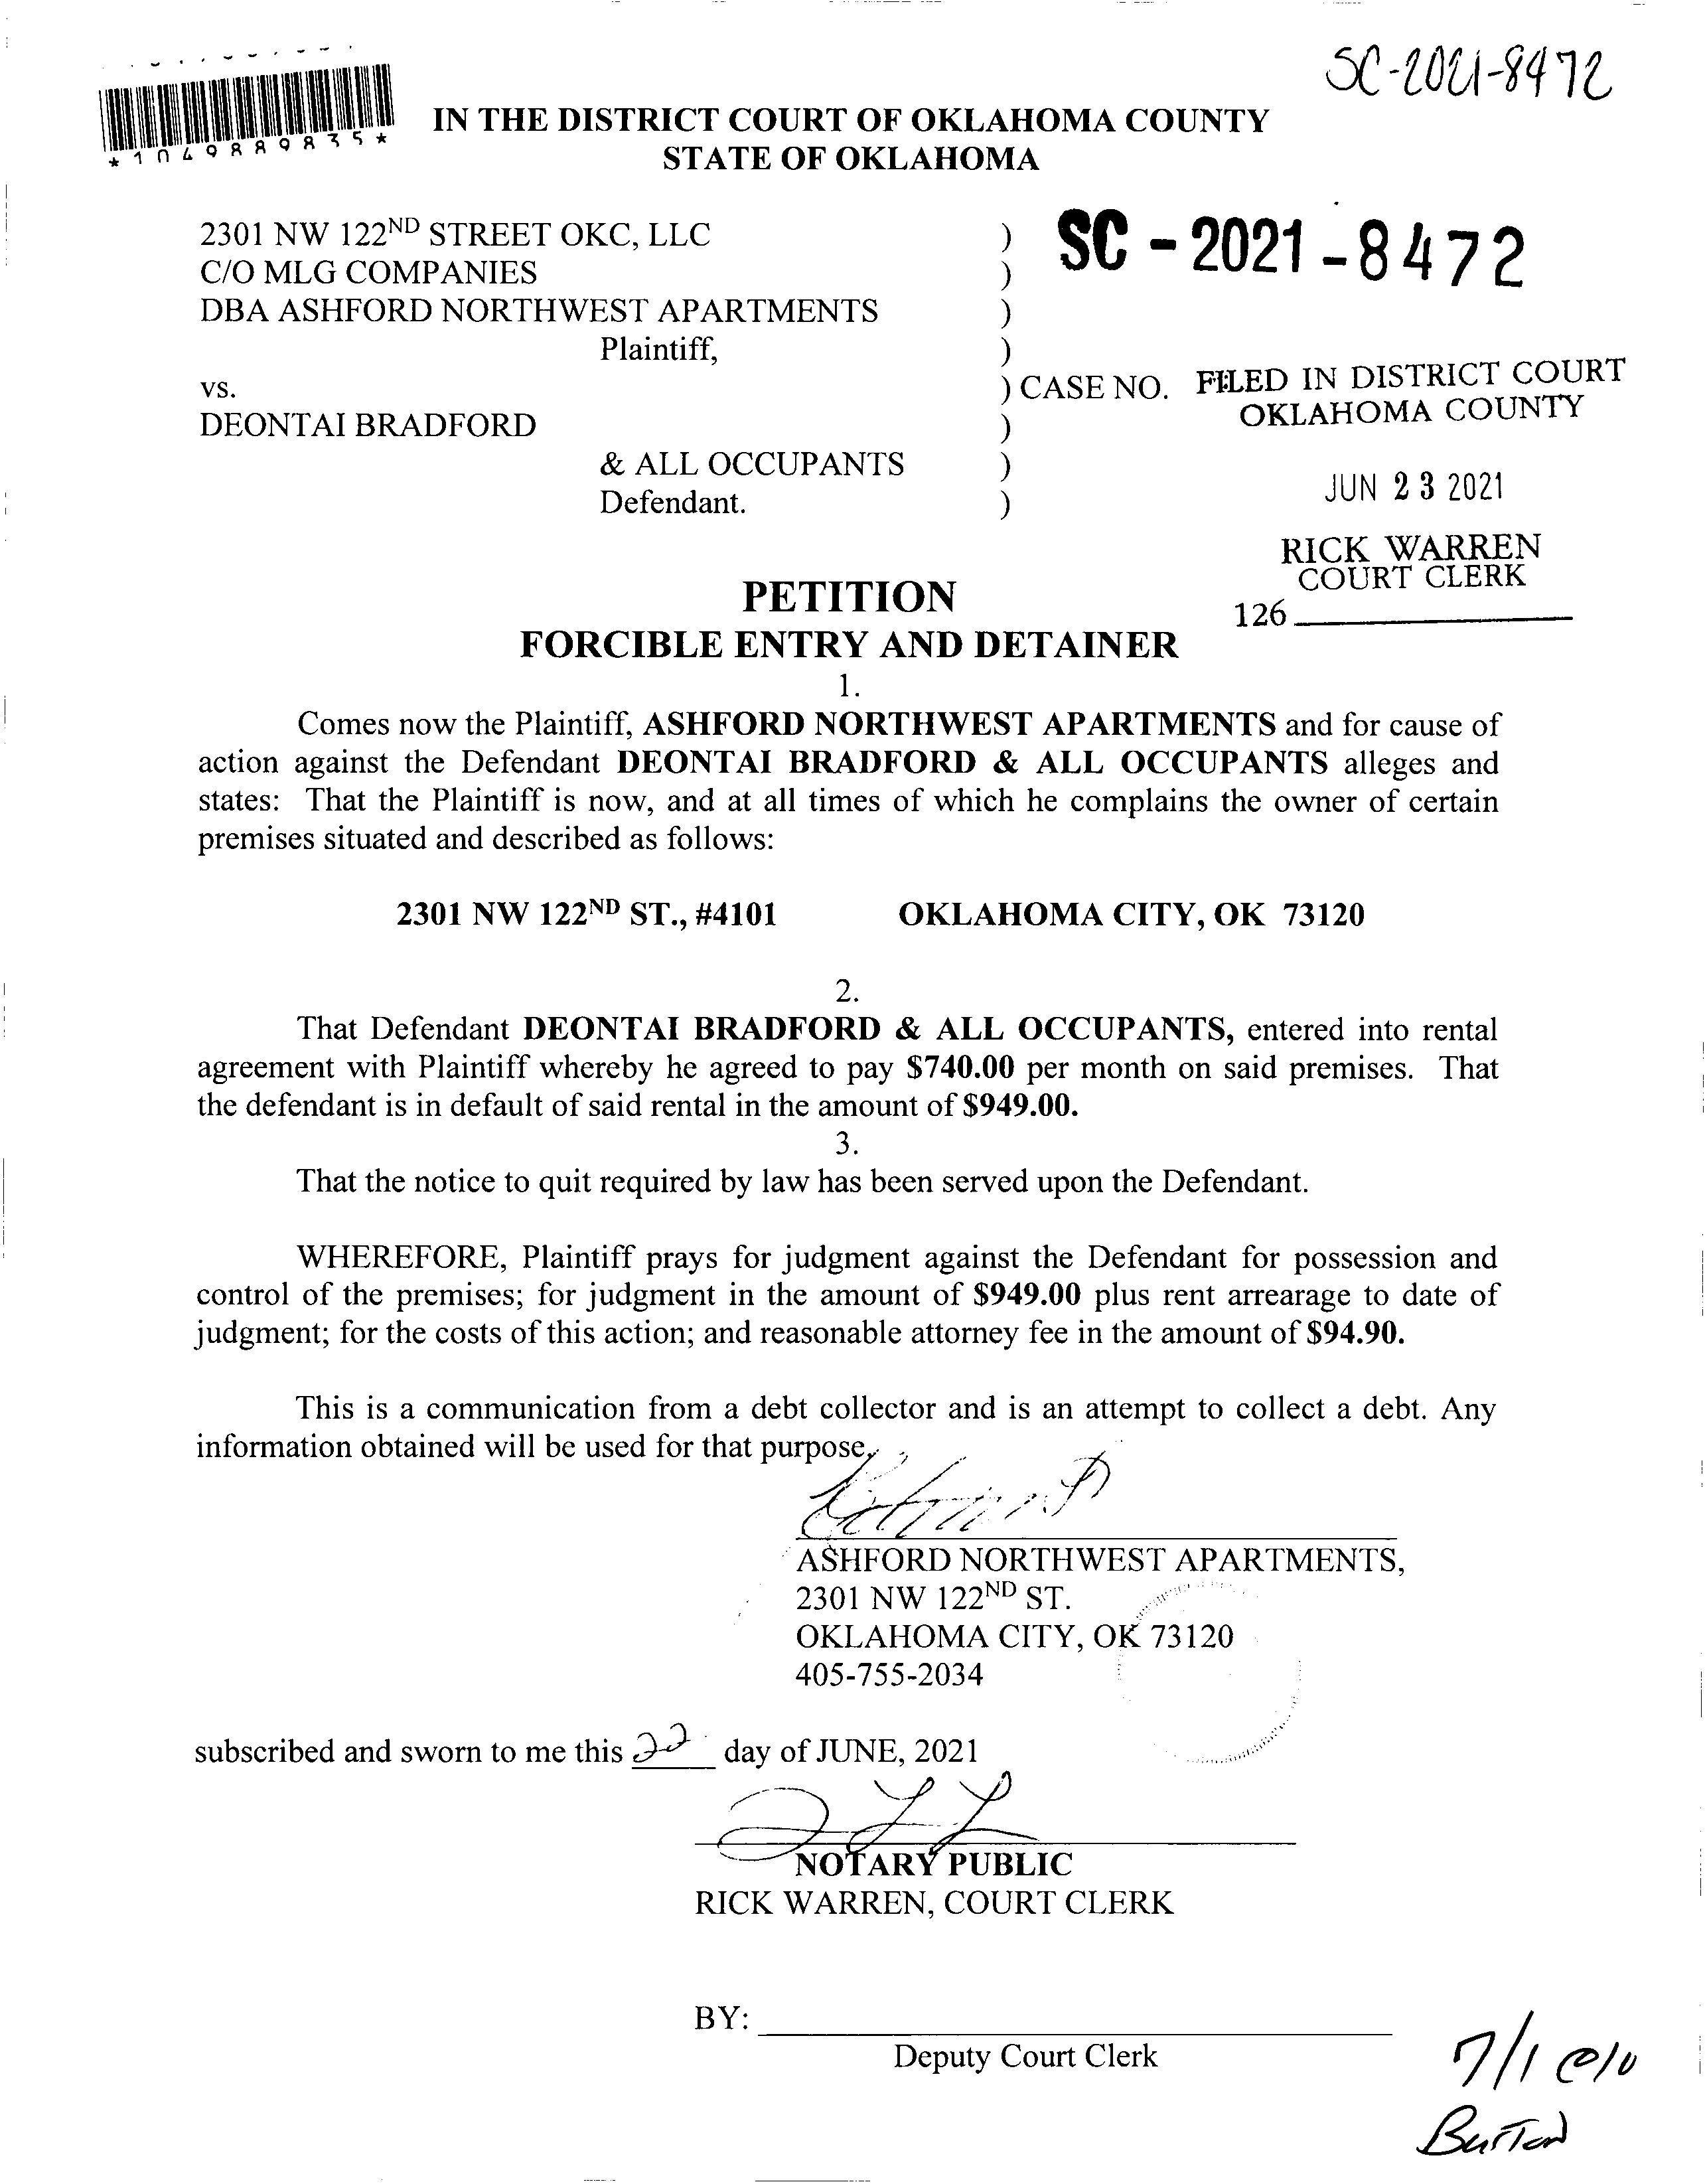 SC-2021-8472
*1049889835*
IN THE DISTRICT COURT OF OKLAHOMA COUNTY
STATE OF OKLAHOMA
2301 NW 122ND STREET OKC, LLC )
SC - 2021 - 8472
C/O MLG COMPANIES )
DBA ASHFORD NORTHWEST APARTMENTS )
Plaintiff, )
vs. ) CASE NO.
FILED IN DISTRICT COURT
OKLAHOMA COUNTY
DEONTAI BRADFORD )
& ALL OCCUPANTS )
Defendant. )
JUN 23 2021
RICK WARREN
COURT CLERK
126
PETITION
FORCIBLE ENTRY AND DETAINER
1.
Comes now the Plaintiff, ASHFORD NORTHWEST APARTMENTS and for cause of
action against the Defendant DEONTAI BRADFORD & ALL OCCUPANTS alleges and
states: That the Plaintiff is now, and at all times of which he complains the owner of certain
premises situated and described as follows:
2301 NW 122ND ST., #4101 OKLAHOMA CITY, OK 73120
2.
That Defendant DEONTAI BRADFORD & ALL OCCUPANTS, entered into rental
agreement with Plaintiff whereby he agreed to pay $740.00 per month on said premises. That
the defendant is in default of said rental in the amount of $949.00.
3.
That the notice to quit required by law has been served upon the Defendant.
WHEREFORE, Plaintiff prays for judgment against the Defendant for possession and
control of the premises; for judgment in the amount of $949.00 plus rent arrearage to date of
judgment; for the costs of this action; and reasonable attorney fee in the amount of $94.90.
This is a communication from a debt collector and is an attempt to collect a debt. Any
information obtained will be used for that purpose.
ASHFORD NORTHWEST APARTMENTS,
2301 NW 122ND ST.
OKLAHOMA CITY, OK 73120
405-755-2034
subscribed and sworn to me this 22 day of JUNE, 2021
NOTARY PUBLIC
RICK WARREN, COURT CLERK
BY:
Deputy Court Clerk
7/1 @10
Burton